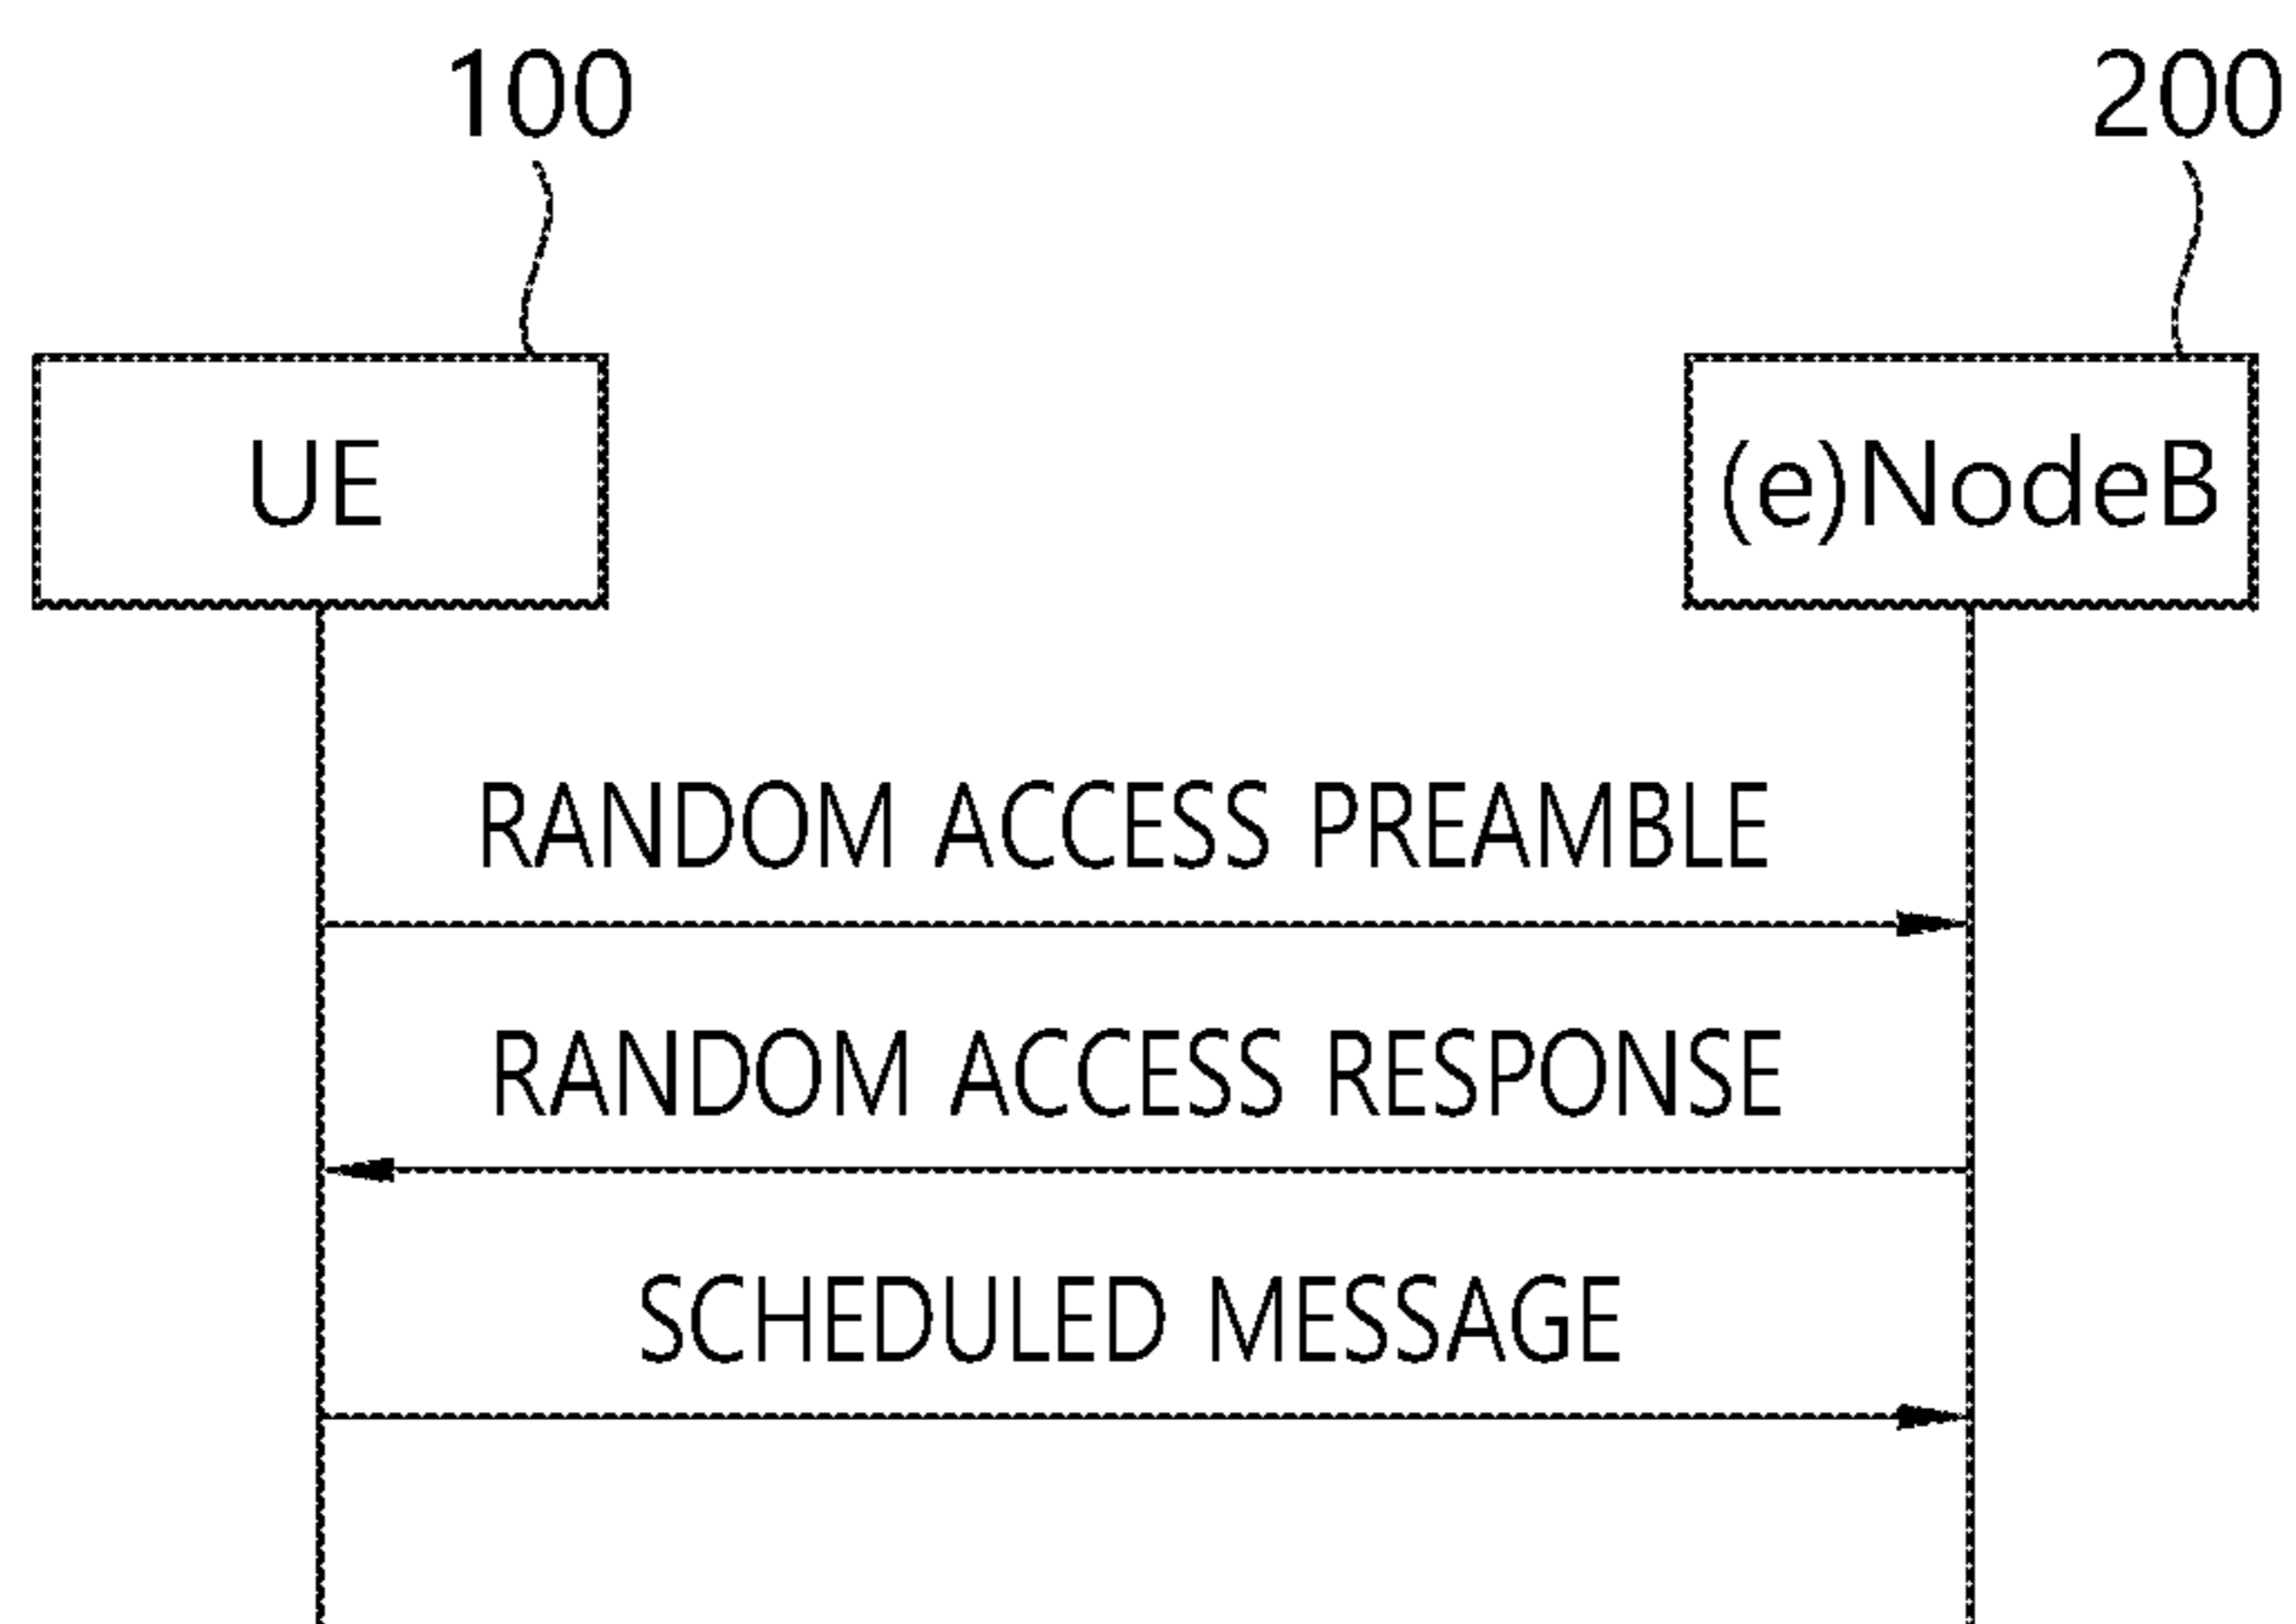 100
200
UE
(e)NodeB
RANDOM ACCESS PREAMBLE
RANDOM ACCESS RESPONSE
SCHEDULED MESSAGE